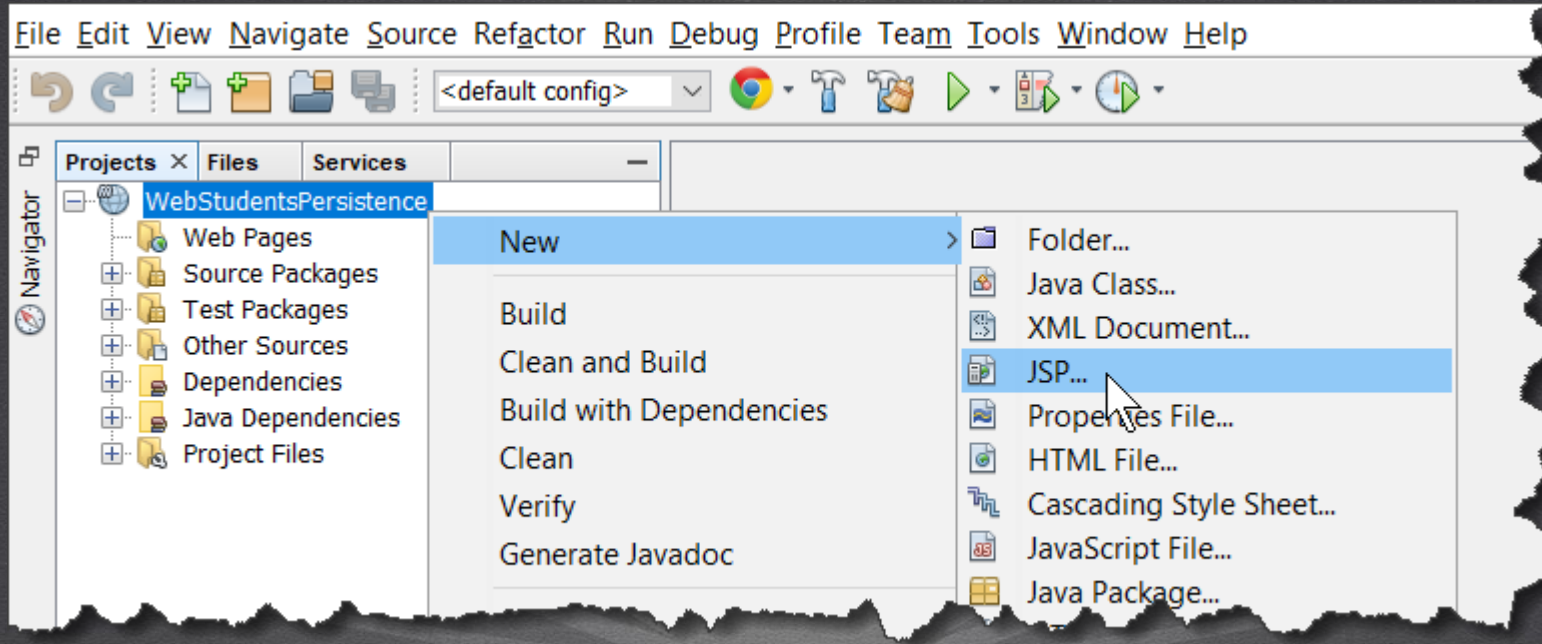 File Edit View Navigate Source Refactor Run Debug Profile Team Tools Window Help
<default config>
Projects Files Services
Navigator
WebStudentsPersistence
Web Pages
Source Packages
Test Packages
Other Sources
Dependencies
Java Dependencies
Project Files
New
Build
Clean and Build
Build with Dependencies
Clean
Verify
Generate Javadoc
Folder...
Java Class...
XML Document...
JSP...
Properties File...
HTML File...
Cascading Style Sheet...
JavaScript File...
Java Package...